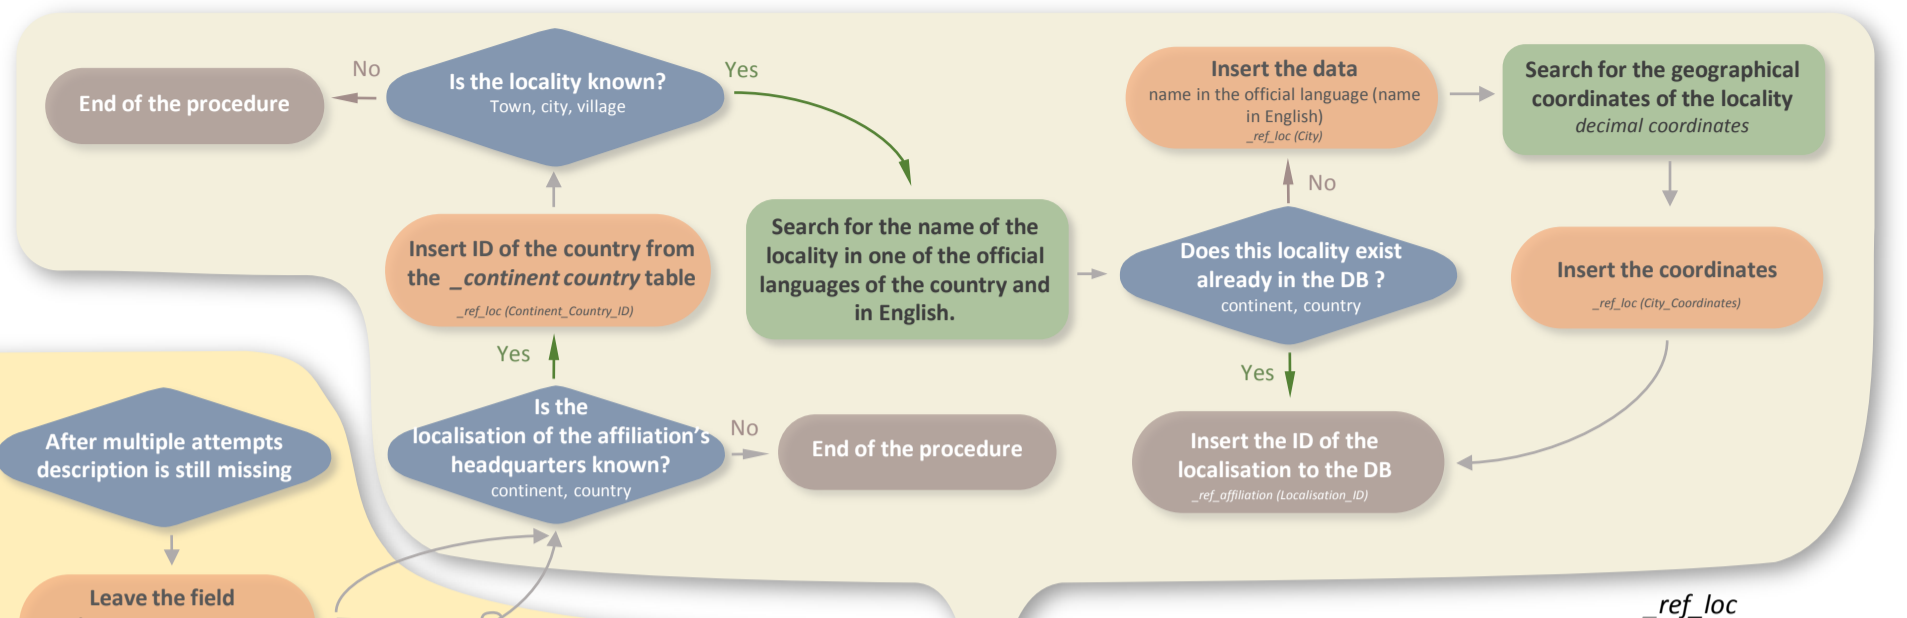 End of the procedure
No
Is the locality known?
Town, city, village
Yes
Insert the data
name in the official language (name
in English)
_ref_loc (City)
Search for the geographical
coordinates of the locality
decimal coordinates
No
Insert ID of the country from
the _continent country table
_ref_loc (Continent_Country_ID)
Search for the name of the
locality in one of the official
languages of the country and
in English.
Does this locality exist
already in the DB ?
continent, country
Insert the coordinates
_ref_loc (City_Coordinates)
Yes
Yes
After multiple attempts
description is still missing
Is the
localisation of the affiliation's
headquarters known?
continent, country
No
End of the procedure
Insert the ID of the
localisation to the DB
_ref_affiliation (Localisation_ID)
Leave the field
_ref_loc